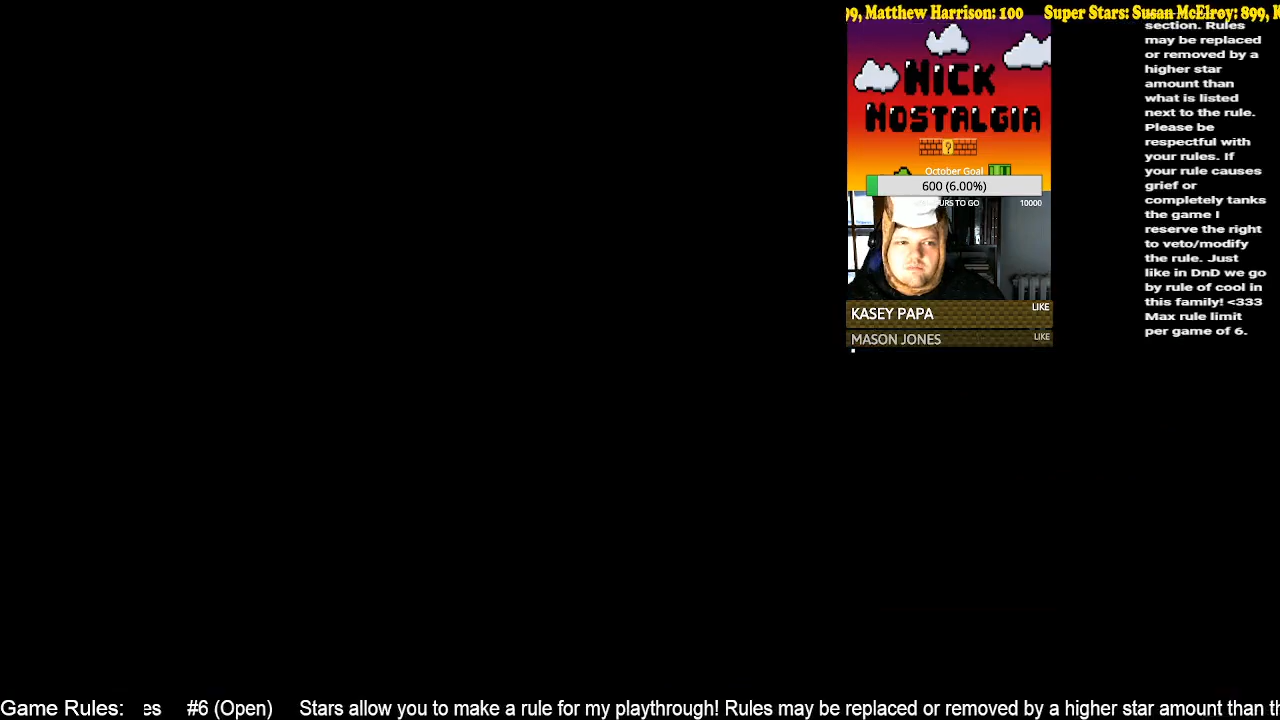 99, Matthew Harrison: 100 Super Stars: Susan McElroy: 899, K
NICK
NOSTALGIA
October Goal
600 (6.00%)
TO GO 10000
KASEY PAPA LIKE
MASON JONES LIKE
section. Rules
may be replaced
or removed by a
higher star
amount than
what is listed
next to the rule.
Please be
respectful with
your rules. If
your rule causes
grief or
completely tanks
the game I
reserve the right
to veto/modify
the rule. Just
like in DnD we go
by rule of cool in
this family! <333
Max rule limit
per game of 6.
Game Rules: es #6 (Open) Stars allow you to make a rule for my playthrough! Rules may be replaced or removed by a higher star amount than th